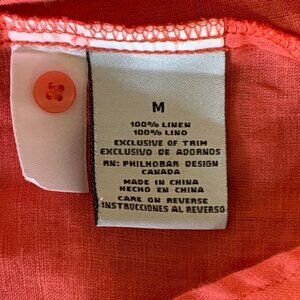 M
100% LINEN
100% LINO
EXCLUSIVE OF TRIM
EXCLUSIVO DE ADORNOS
RN: PHILHOBAR DESIGN
CANADA
MADE IN CHINA
HECHO EN CHINA
CARE ON REVERSE
INSTRUCCIONES AL REVERSO